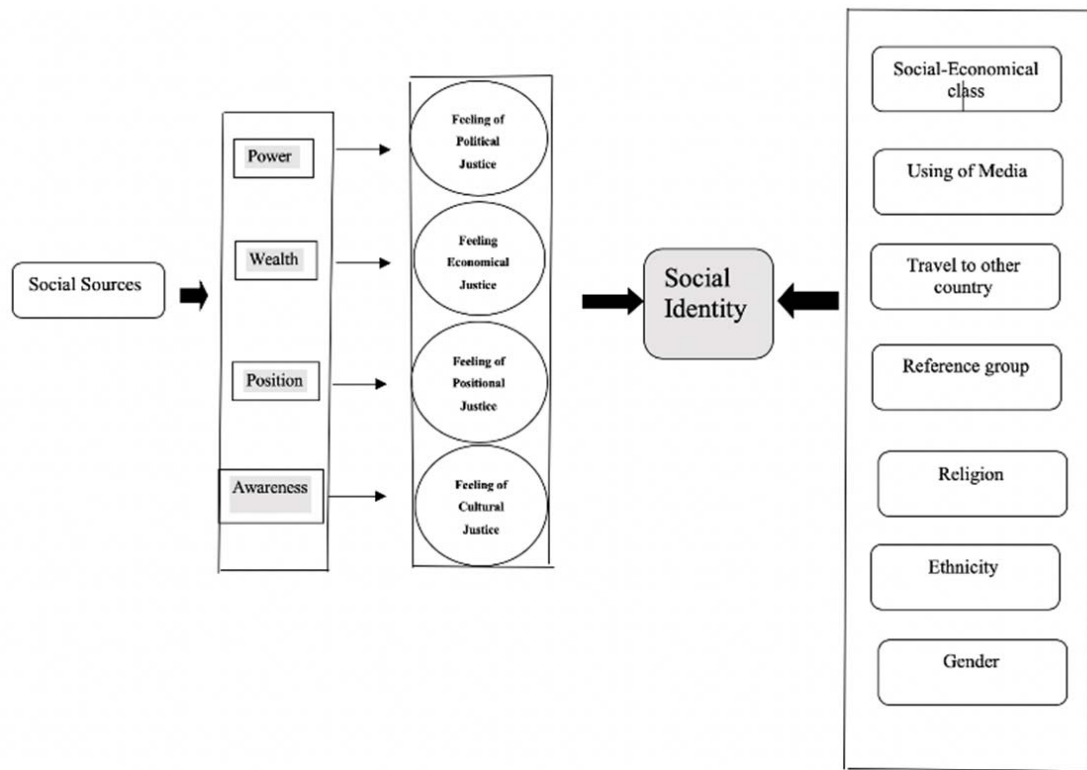 Social Sources
Power
Wealth
Position
Awareness
Feeling of
Political
Justice
Feeling
Economical
Justice
Feeling of
Positional
Justice
Feeling of
Cultural
Justice
Social
Identity
Social-Economical
class
Using of Media
Travel to other
country
Reference group
Religion
Ethnicity
Gender